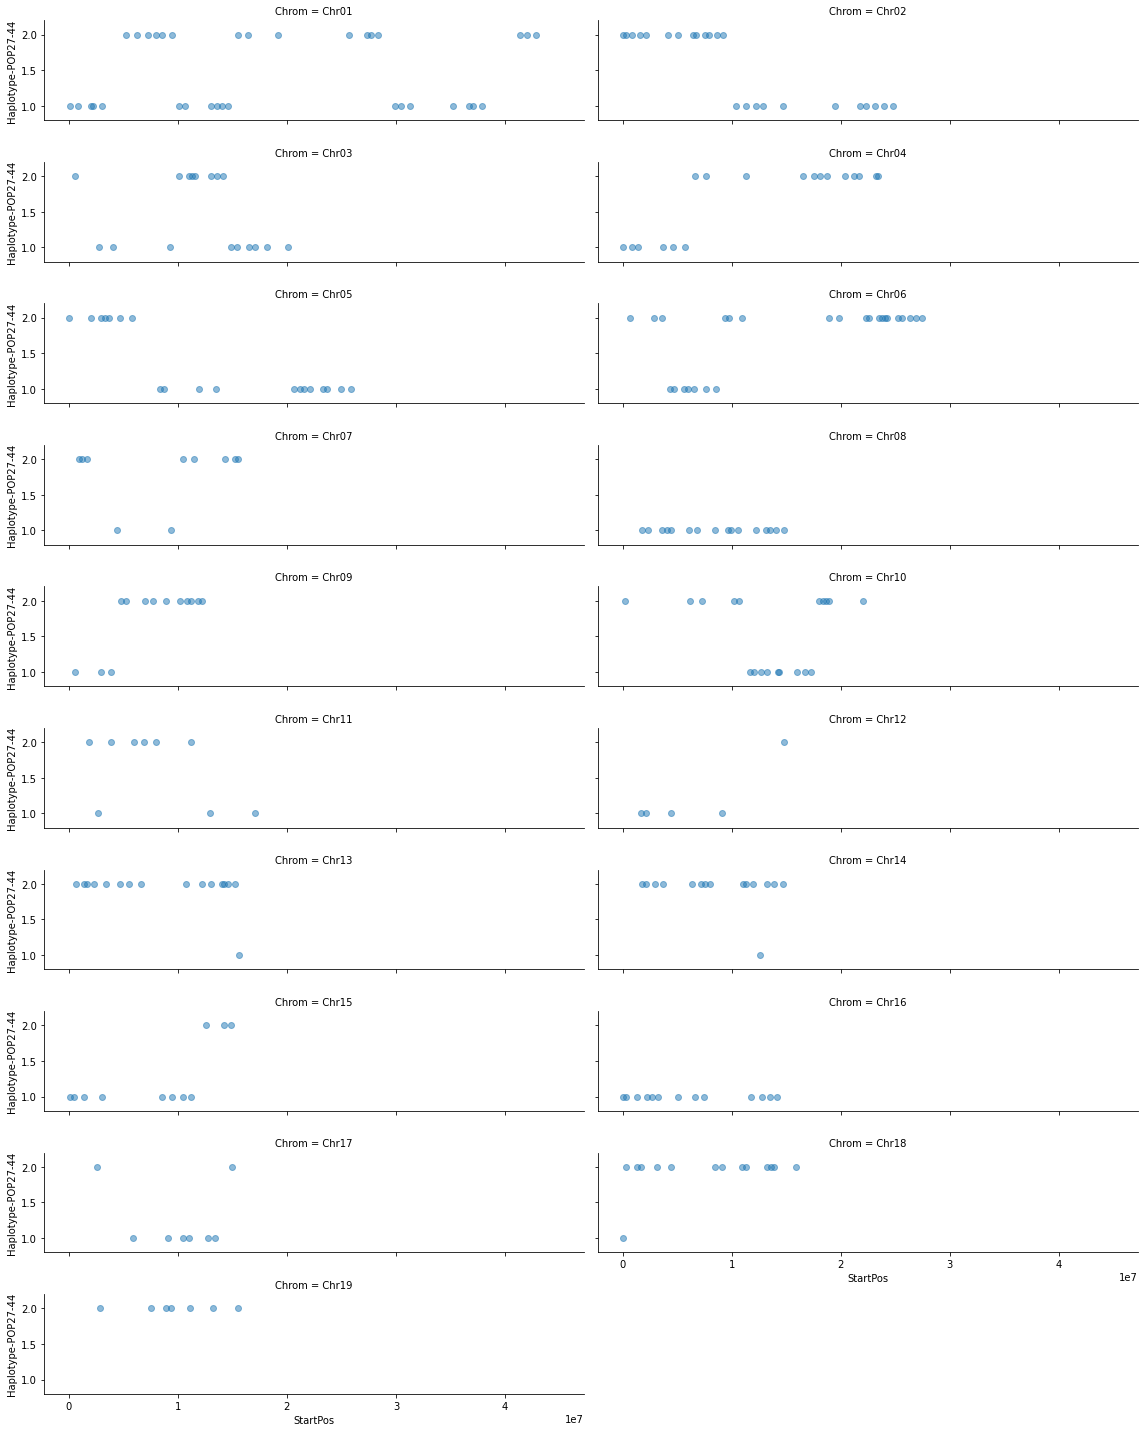 Chrom = Chr01
Chrom = Chr02
Haplotype-POP27-44
2.0
1.5
1.0
Chrom = Chr03
Chrom = Chr04
Haplotype-POP27-44
2.0
1.5
1.0
Chrom = Chr05
Chrom = Chr06
Haplotype-POP27-44
2.0
1.5
1.0
Chrom = Chr07
Chrom = Chr08
Haplotype-POP27-44
2.0
1.5
1.0
Chrom = Chr09
Chrom = Chr10
Haplotype-POP27-44
2.0
1.5
1.0
Chrom = Chr11
Chrom = Chr12
Haplotype-POP27-44
2.0
1.5
1.0
Chrom = Chr13
Chrom = Chr14
Haplotype-POP27-44
2.0
1.5
1.0
Chrom = Chr15
Chrom = Chr16
Haplotype-POP27-44
2.0
1.5
1.0
Chrom = Chr17
Chrom = Chr18
Haplotype-POP27-44
2.0
1.5
1.0
0 1 2 3 4
StartPos
1e7
Chrom = Chr19
Haplotype-POP27-44
2.0
1.5
1.0
0 1 2 3 4
StartPos
1e7